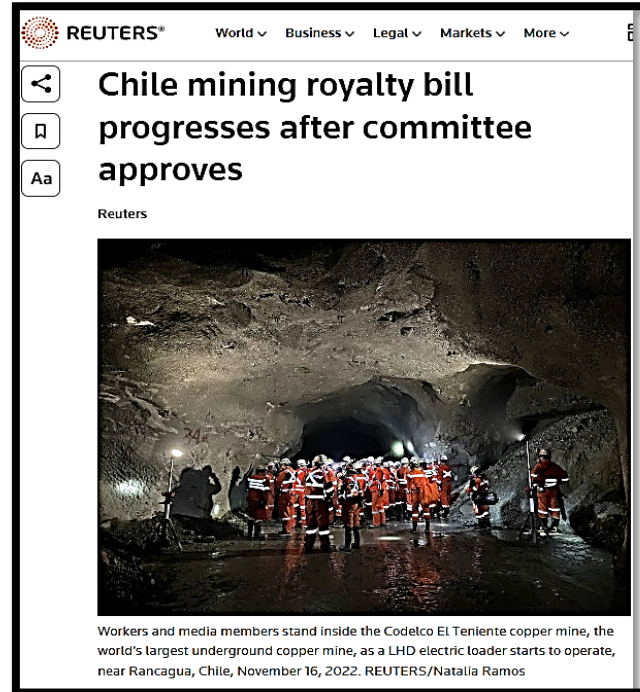 REUTERS®
World Business Legal Markets More
Chile mining royalty bill
progresses after committee
approves
Aa
Reuters
34
Workers and media members stand inside the Codelco El Teniente copper mine, the
world's largest underground copper mine, as a LHD electric loader starts to operate,
near Rancagua, Chile, November 16, 2022. REUTERS/Natalia Ramos